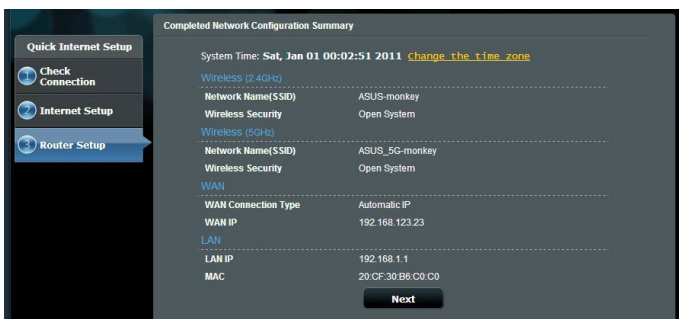 Completed Network Configuration Summary
Quick Internet Setup
1 Check Connection
2 Internet Setup
3 Router Setup
System Time: Sat, Jan 01 00:02:51 2011 Change the time zone
Wireless (2.4GHz)
Network Name(SSID) ASUS-monkey
Wireless Security Open System
Wireless (5GHz)
Network Name(SSID) ASUS_5G-monkey
Wireless Security Open System
WAN
WAN Connection Type Automatic IP
WAN IP 192.168.123.23
LAN
LAN IP 192.168.1.1
MAC 20:CF:30:B6:C0:C0
Next